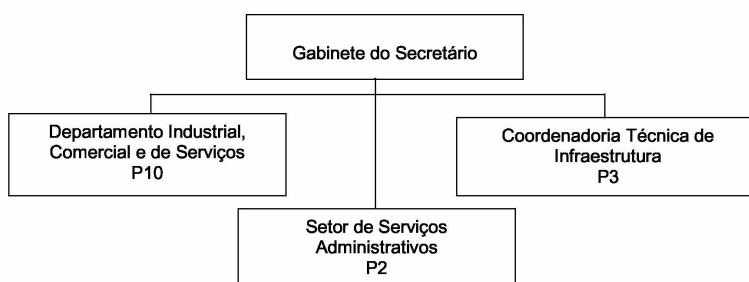 Gabinete do Secretário
Departamento Industrial,
Comercial e de Serviços
P10
Coordenadoria Técnica de
Infraestrutura
P3
Setor de Serviços
Administrativos
P2